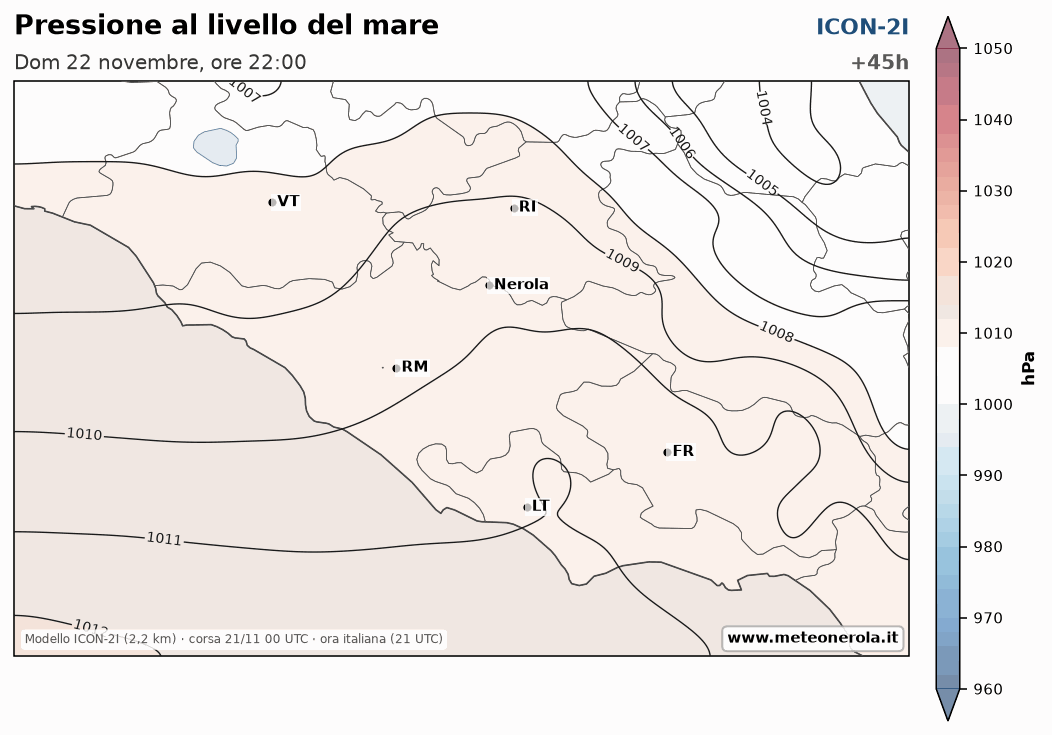 Pressione al livello del mare
ICON-2I
Dom 22 novembre, ore 22:00
+45h
1007
1004
1007
1006
1005
VT
RI
1009
Nerola
1008
RM
1010
FR
LT
1011
1012
Modello ICON-2I (2,2 km) · corsa 21/11 00 UTC · ora italiana (21 UTC)
www.meteonerola.it
1050
1040
1030
1020
1010
1000
990
980
970
960
hPa